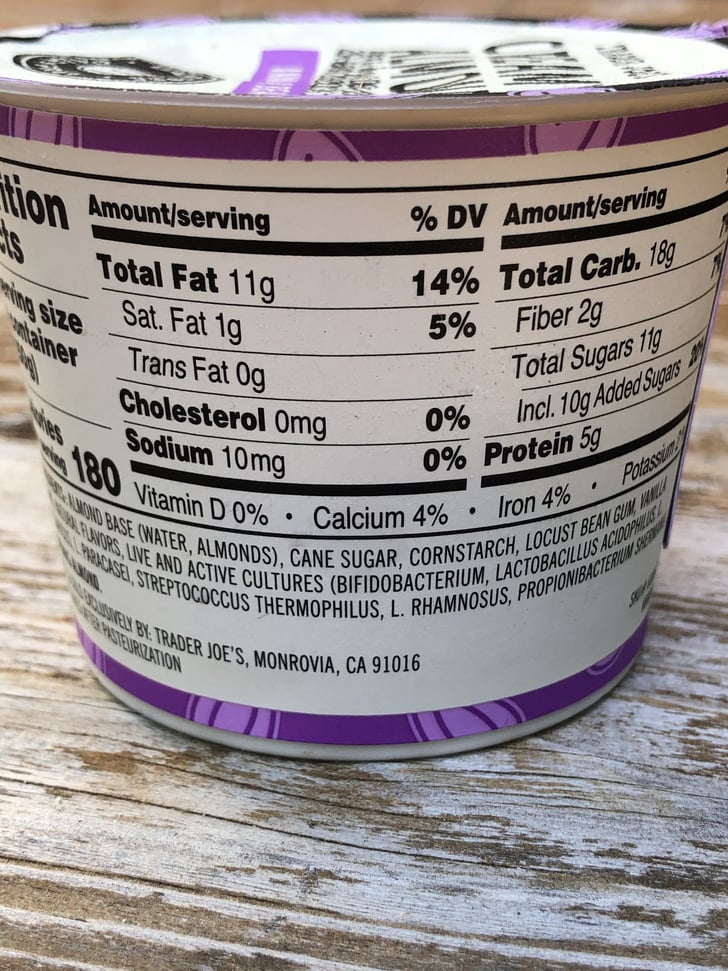 Amount/serving % DV Amount/serving
Total Fat 11g 14% Total Carb. 18g
Sat. Fat 1g 5% Fiber 2g
Trans Fat 0g Total Sugars 11g
Cholesterol 0mg 0% Incl. 10g Added Sugars
Sodium 10mg 0% Protein 5g
size
180
Vitamin D 0% • Calcium 4% • Iron 4% • Potassium
ALMOND BASE (WATER, ALMONDS), CANE SUGAR, CORNSTARCH, LOCUST BEAN GUM, VANILLA
FLAVORS, LIVE AND ACTIVE CULTURES (BIFIDOBACTERIUM, LACTOBACILLUS ACIDOPHILUS, L.
PARACASEI, STREPTOCOCCUS THERMOPHILUS, L. RHAMNOSUS, PROPIONIBACTERIUM
EXCLUSIVELY BY: TRADER JOE'S, MONROVIA, CA 91016
PASTEURIZATION